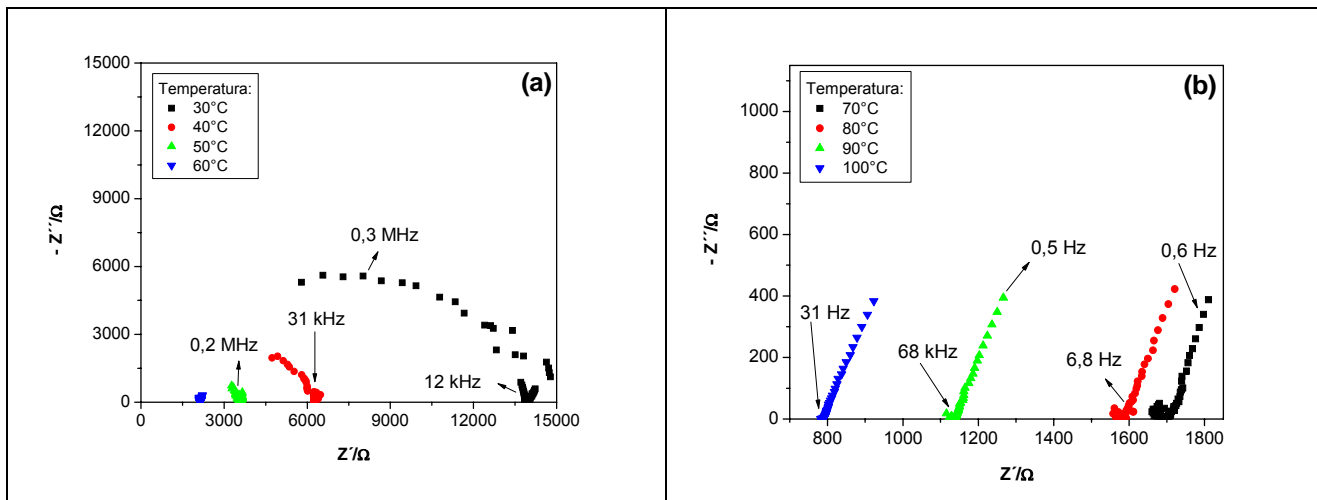 (a)
Temperatura:
30°C
40°C
50°C
60°C
15000
12000
9000
6000
3000
0
- Z´´/Ω
0,3 MHz
0,2 MHz
31 kHz
12 kHz
0 3000 6000 9000 12000 15000
Z´/Ω
(b)
Temperatura:
70°C
80°C
90°C
100°C
1000
800
600
400
200
0
- Z´´/Ω
0,5 Hz
0,6 Hz
31 Hz
68 kHz
6,8 Hz
800 1000 1200 1400 1600 1800
Z´/Ω